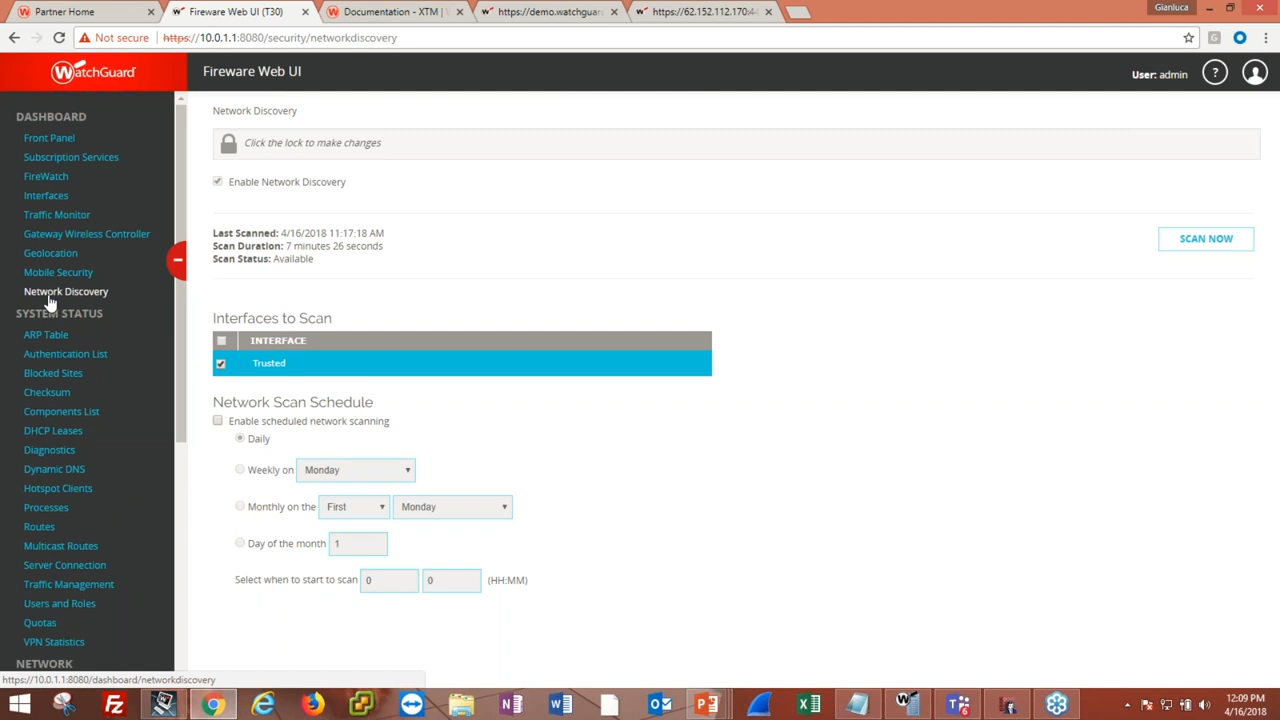 Partner Home
Fireware Web UI (T30)
Documentation - XTM | W
https://demo.watchguar
https://62.152.112.170:4
Gianluca
Not secure https://10.0.1.1:8080/security/networkdiscovery
WatchGuard
Fireware Web UI
User: admin
?
DASHBOARD
Front Panel
Subscription Services
FireWatch
Interfaces
Traffic Monitor
Gateway Wireless Controller
Geolocation
Mobile Security
Network Discovery
SYSTEM STATUS
ARP Table
Authentication List
Blocked Sites
Checksum
Components List
DHCP Leases
Diagnostics
Dynamic DNS
Hotspot Clients
Processes
Routes
Multicast Routes
Server Connection
Traffic Management
Users and Roles
Quotas
VPN Statistics
NETWORK
Network Discovery
Click the lock to make changes
Enable Network Discovery
Last Scanned: 4/16/2018 11:17:18 AM
Scan Duration: 7 minutes 26 seconds
Scan Status: Available
SCAN NOW
Interfaces to Scan
INTERFACE
Trusted
Network Scan Schedule
Enable scheduled network scanning
Daily
Weekly on Monday
Monthly on the First Monday
Day of the month 1
Select when to start to scan 0 0 (HH:MM)
https://10.0.1.1:8080/dashboard/networkdiscovery
12:09 PM
4/16/2018